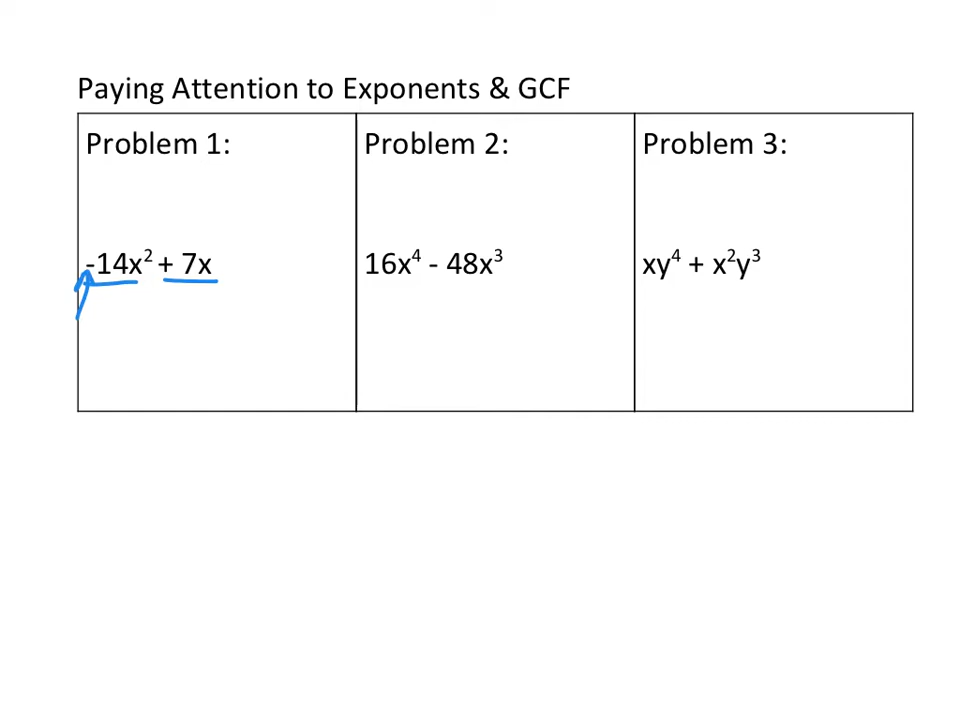 Paying Attention to Exponents & GCF
Problem 1:
-14x² + 7x
Problem 2:
16x⁴ - 48x³
Problem 3:
xy⁴ + x²y³